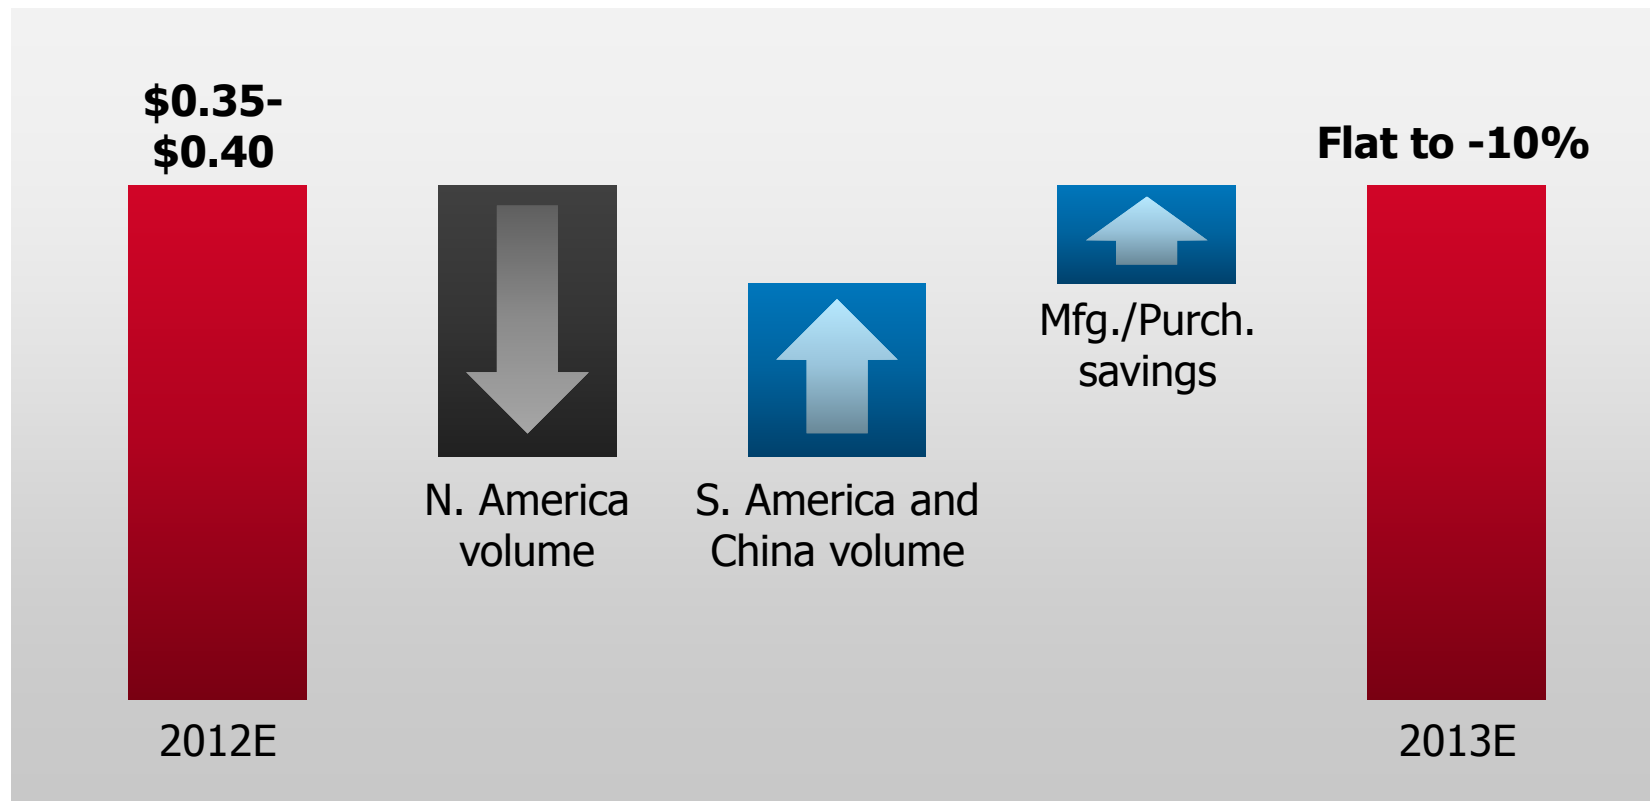 $0.35-
$0.40
Flat to -10%
Mfg./Purch.
savings
N. America
volume
S. America and
China volume
2012E
2013E